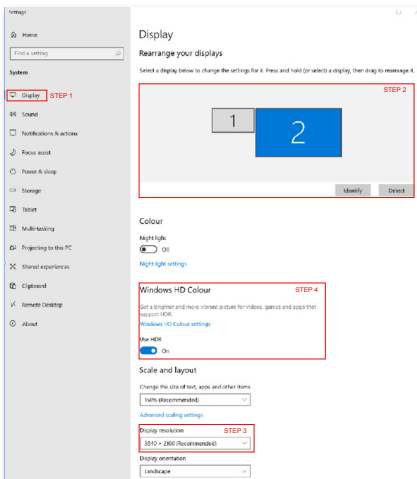 Settings
Home
Find a setting
System
Display STEP 1
Sound
Notifications & actions
Focus assist
Power & sleep
Storage
Tablet
Multi-tasking
Projecting to this PC
Shared experiences
Clipboard
Remote Desktop
About
Display
Rearrange your displays
Select a display below to change the settings for it. Press and hold (or select) a display, then drag to rearrange it.
STEP 2
1
2
Identify Detect
Colour
Night light
Off
Night light settings
Windows HD Colour STEP 4
Get a brighter and more vibrant picture for videos, games and apps that
support HDR.
Windows HD Colour settings
Use HDR
On
Scale and layout
Change the size of text, apps and other items
150% (Recommended)
Advanced scaling settings
Display resolution STEP 3
3840 × 2160 (Recommended)
Display orientation
Landscape